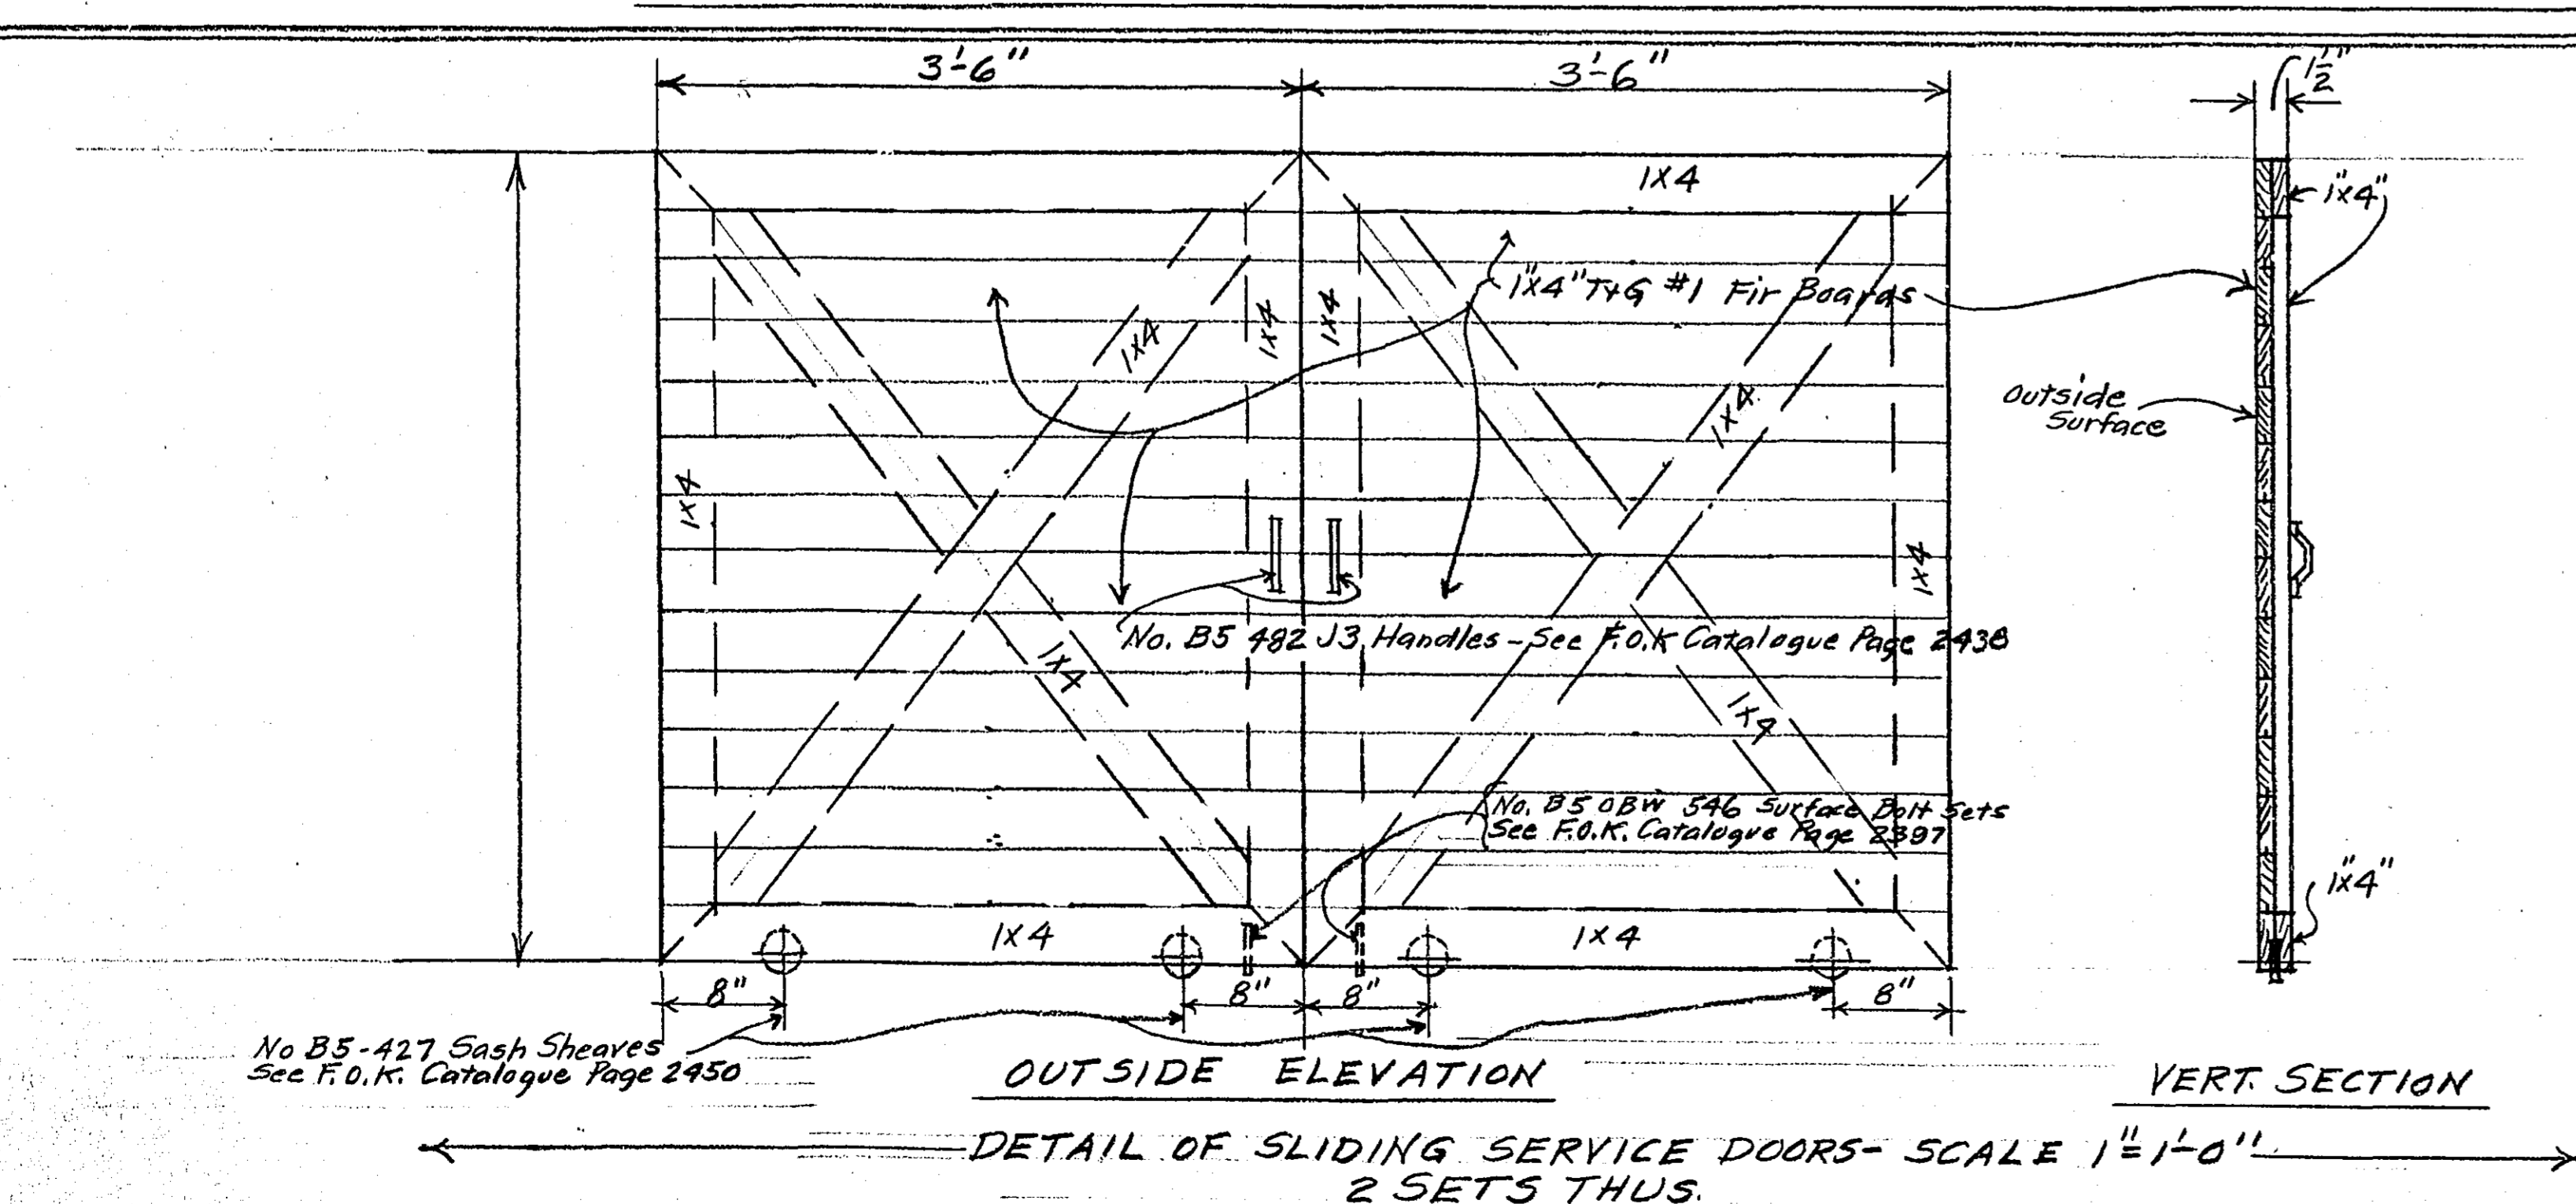 3'-6"
3'-6"
1½"
1X4
1"x4"
1"x4" T&G #1 Fir Boards
1X4
1X4
1X4
1X4
Outside
Surface
1X4
1X4
No. B5 482 J3 Handles - See F.O.K Catalogue Page 2438
1X4
1X4
No. B5 OBW 546 Surface Bolt Sets
See F.O.K. Catalogue Page 2397
1"x4"
1X4
1X4
8"
8"
8"
8"
No B5-427 Sash Sheaves
See F.O.K. Catalogue Page 2450
OUTSIDE ELEVATION
VERT. SECTION
DETAIL OF SLIDING SERVICE DOORS- SCALE 1"=1'-0"
2 SETS THUS.